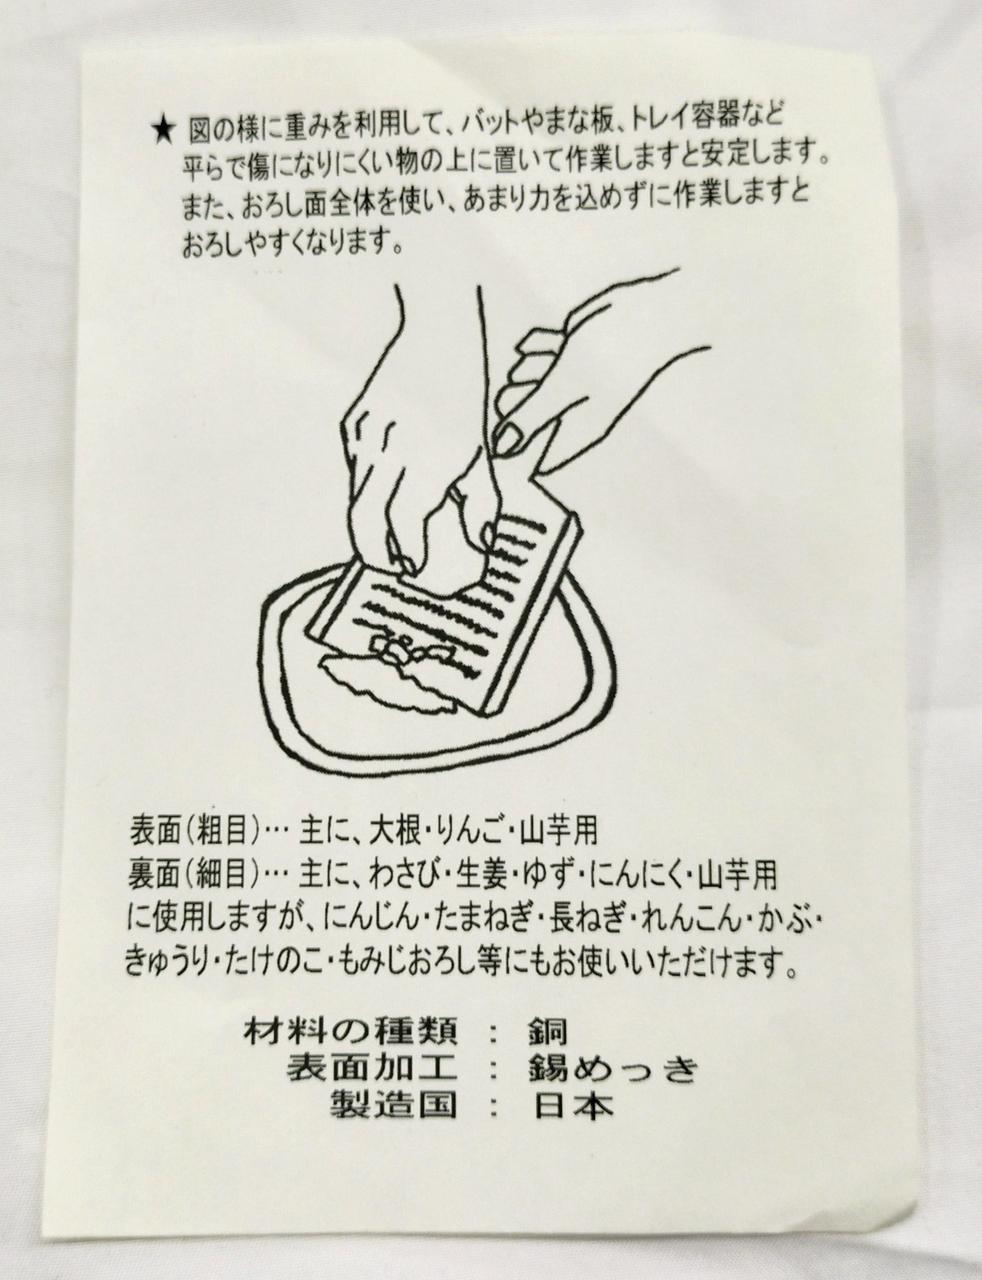 ★ 図の様に重みを利用して、バットやまな板、トレイ容器など
平らで傷になりにくい物の上に置いて作業しますと安定します。
また、おろし面全体を使い、あまり力を込めずに作業しますと
おろしやすくなります。
表面(粗目)… 主に、大根・りんご・山芋用
裏面(細目)… 主に、わさび・生姜・ゆず・にんにく・山芋用
に使用しますが、にんじん・たまねぎ・長ねぎ・れんこん・かぶ・
きゅうり・たけのこ・もみじおろし等にもお使いいただけます。
材料の種類 : 銅
表面加工 : 錫めっき
製造国 : 日本